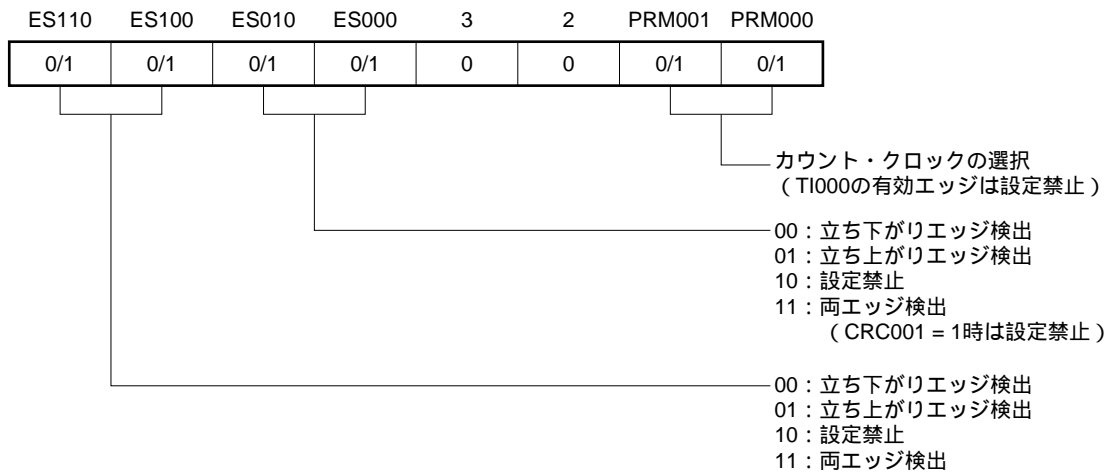 ES110 ES100 ES010 ES000 3 2 PRM001 PRM000
0/1 0/1 0/1 0/1 0 0 0/1 0/1
カウント・クロックの選択
（TI000の有効エッジは設定禁止）
00：立ち下がりエッジ検出
01：立ち上がりエッジ検出
10：設定禁止
11：両エッジ検出
（CRC001 = 1時は設定禁止）
00：立ち下がりエッジ検出
01：立ち上がりエッジ検出
10：設定禁止
11：両エッジ検出